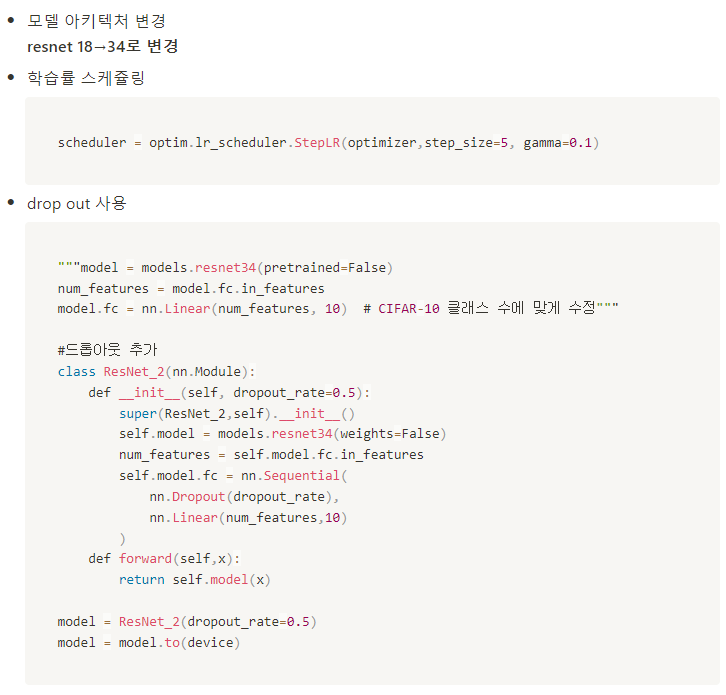 • 모델 아키텍처 변경
resnet 18→34로 변경
• 학습률 스케쥴링
scheduler = optim.lr_scheduler.StepLR(optimizer,step_size=5, gamma=0.1)
• drop out 사용
"""model = models.resnet34(pretrained=False)
num_features = model.fc.in_features
model.fc = nn.Linear(num_features, 10)  # CIFAR-10 클래스 수에 맞게 수정"""
#드롭아웃 추가
class ResNet_2(nn.Module):
    def __init__(self, dropout_rate=0.5):
        super(ResNet_2,self).__init__()
        self.model = models.resnet34(weights=False)
        num_features = self.model.fc.in_features
        self.model.fc = nn.Sequential(
            nn.Dropout(dropout_rate),
            nn.Linear(num_features,10)
        )
    def forward(self,x):
        return self.model(x)
model = ResNet_2(dropout_rate=0.5)
model = model.to(device)